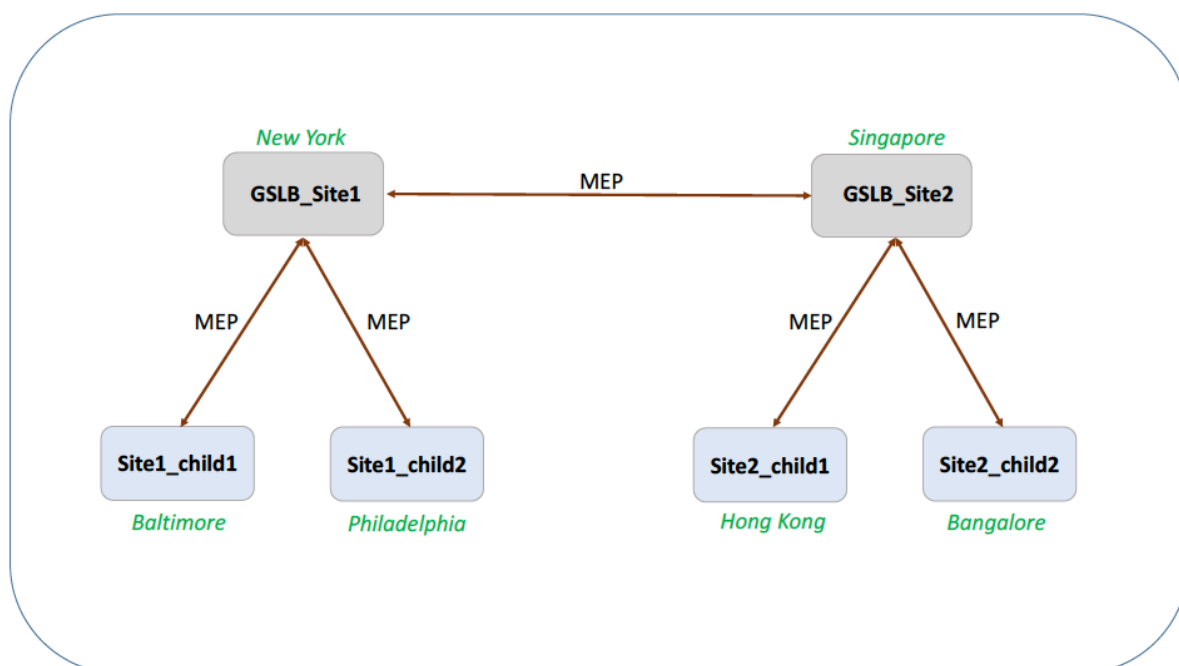 New York
Singapore
GSLB_Site1
MEP
GSLB_Site2
MEP
MEP
MEP
MEP
Site1_child1
Site1_child2
Site2_child1
Site2_child2
Baltimore
Philadelphia
Hong Kong
Bangalore